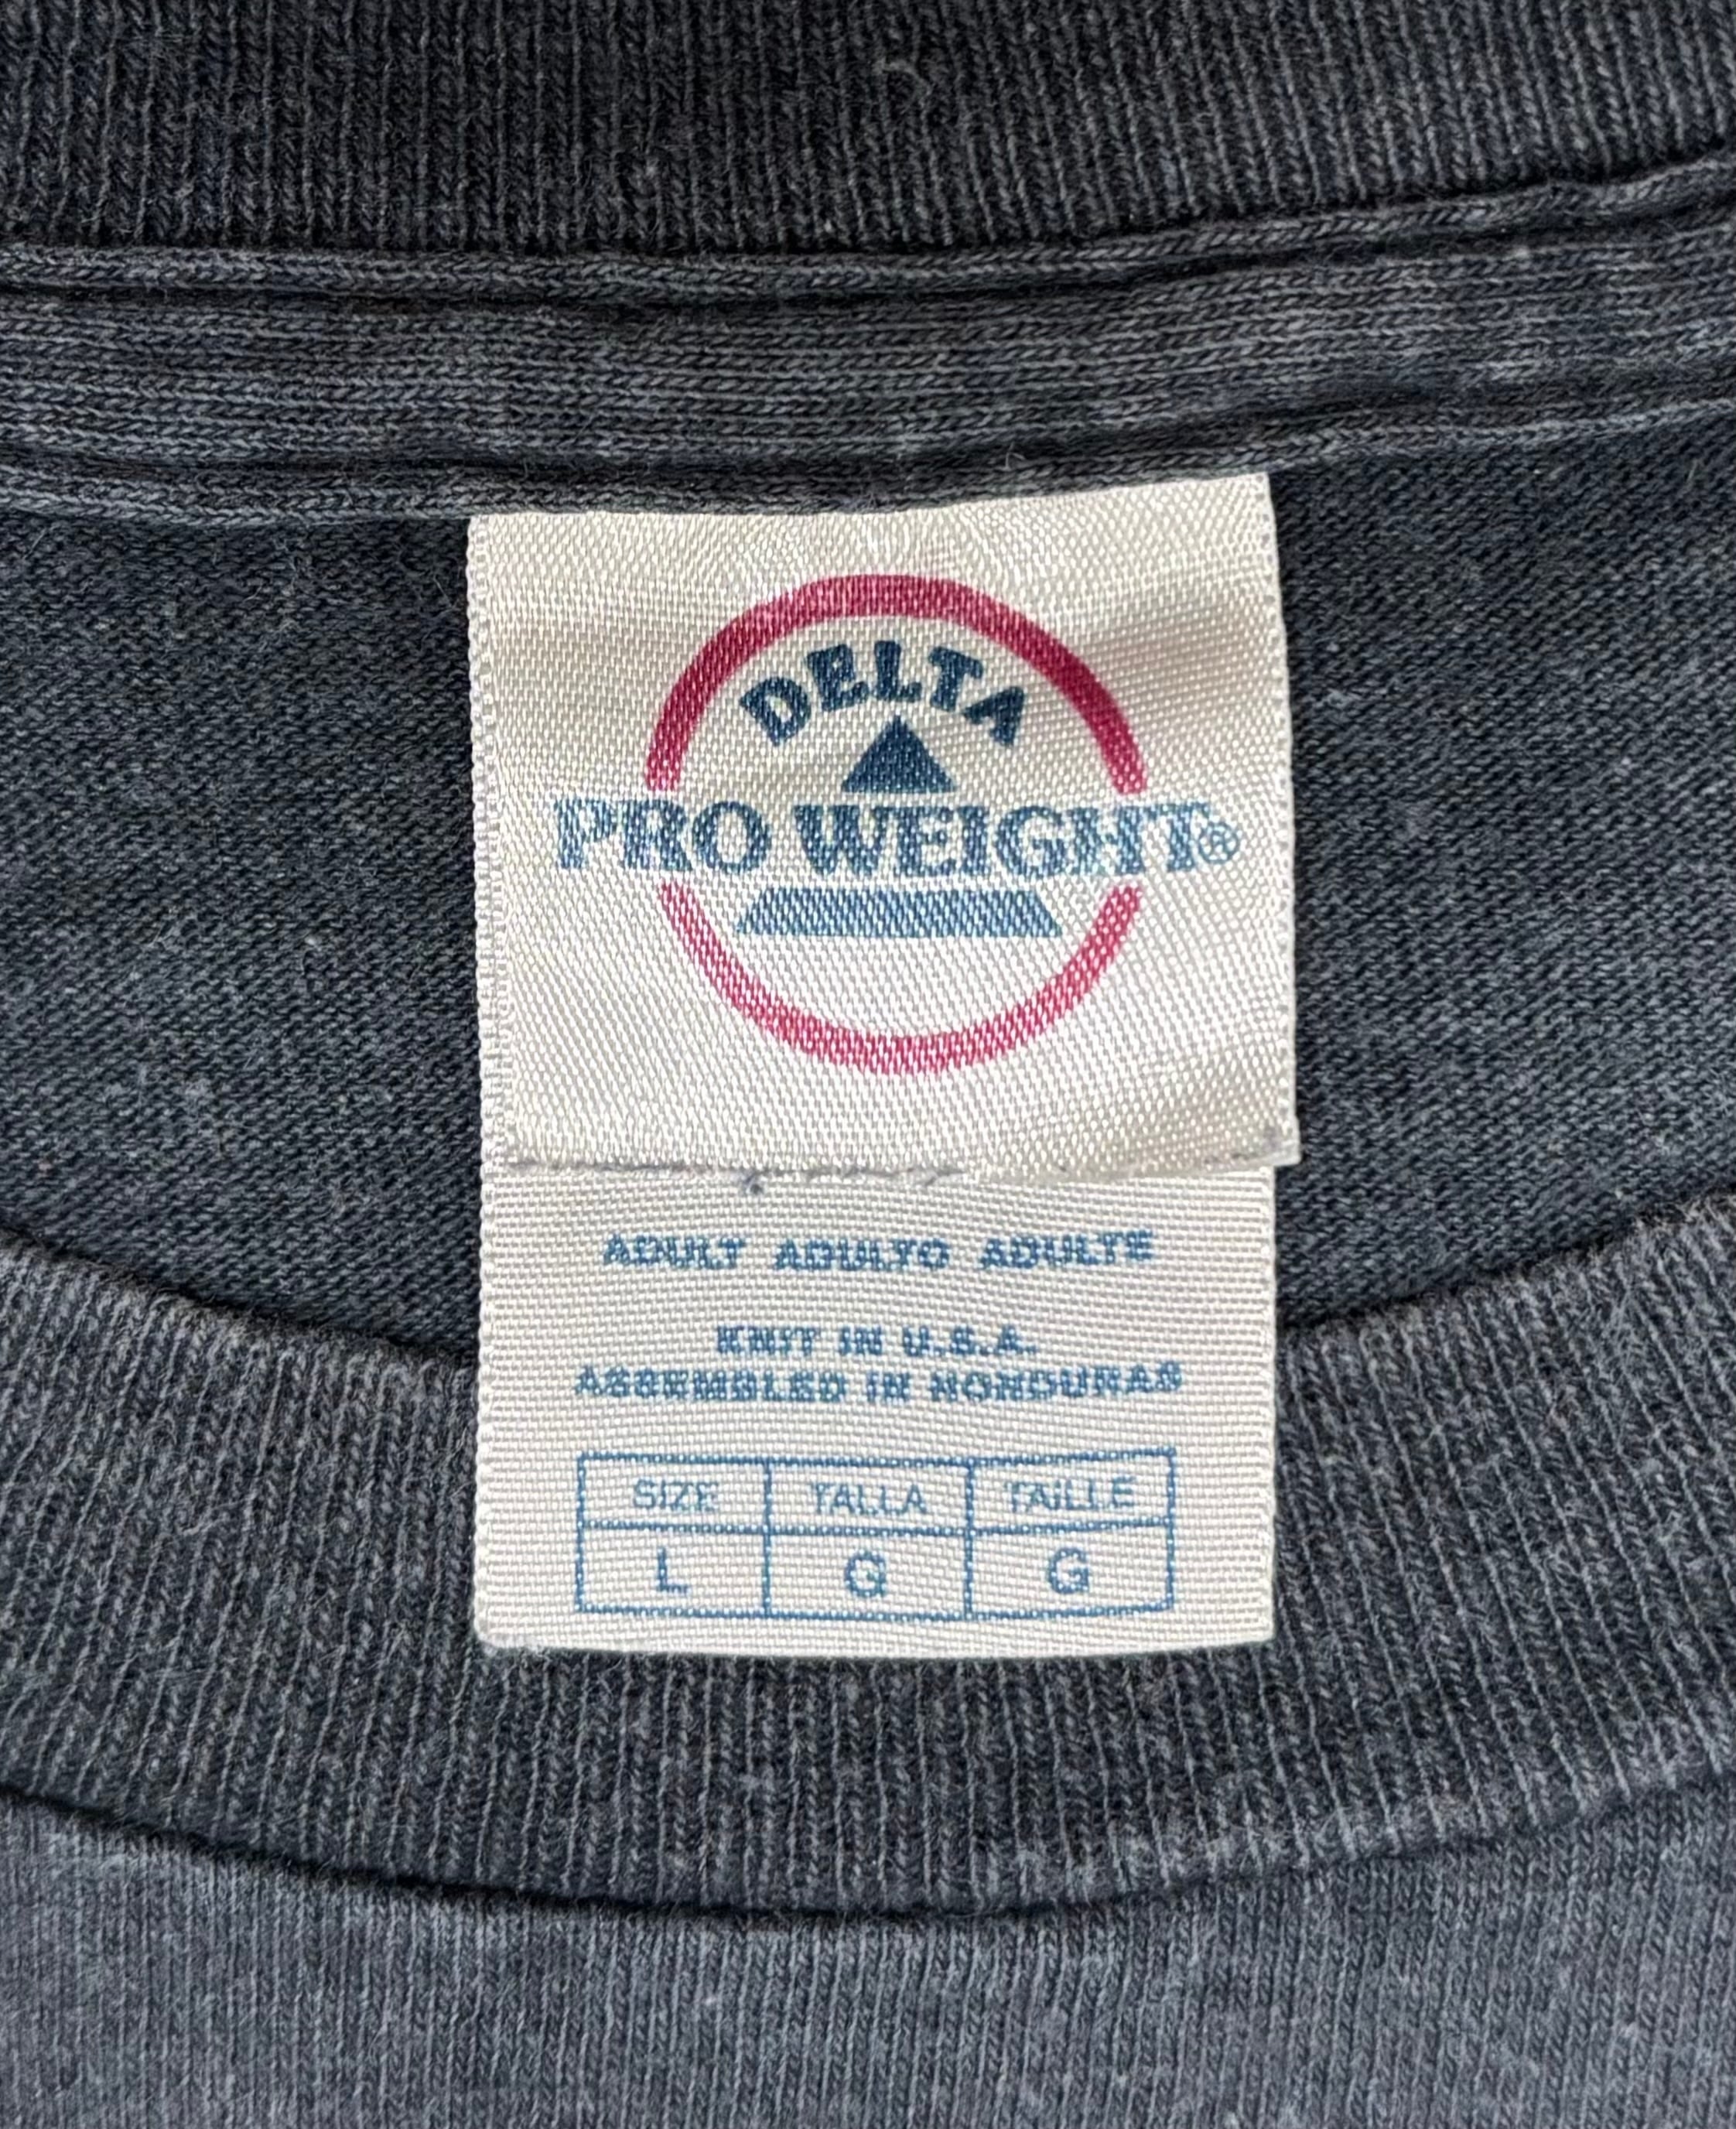 DELTA
PRO WEIGHT®
ADULT ADULTO ADULTE
KNIT IN U.S.A.
ASSEMBLED IN HONDURAS
SIZE TALLA TAILLE
L G G